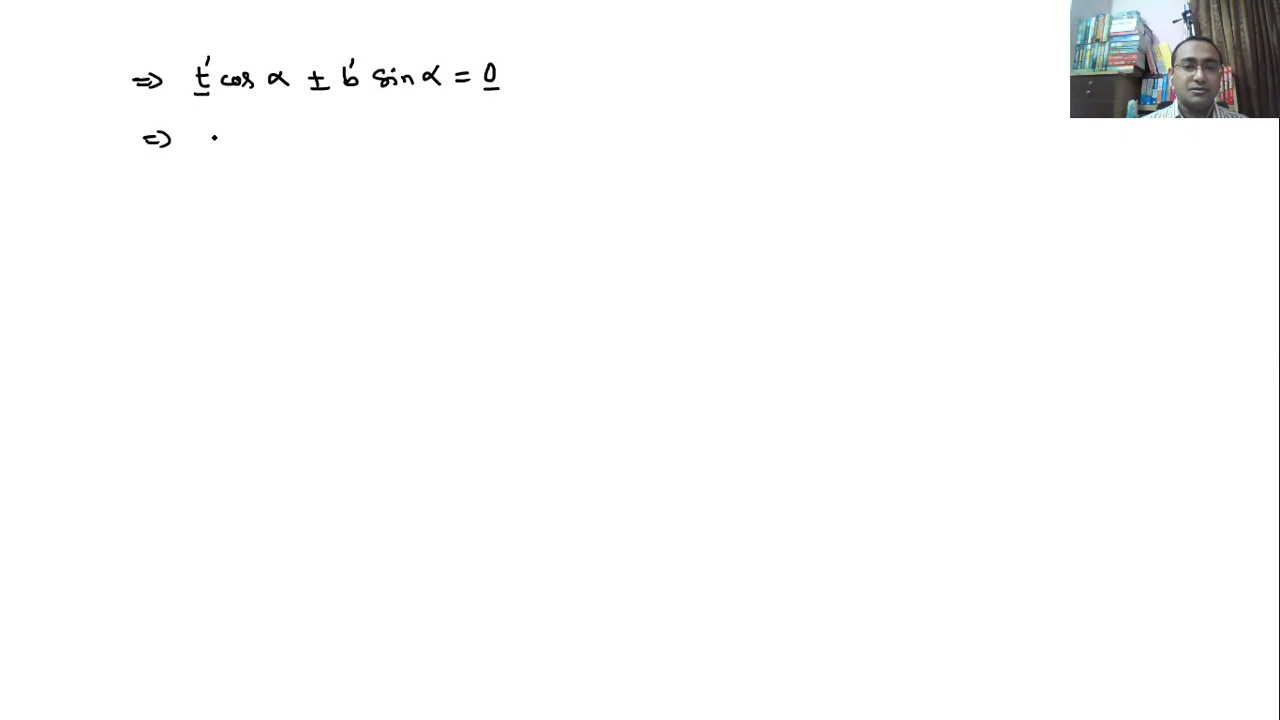 ⇒ t' cos α ± b' sin α = 0
⇒ .